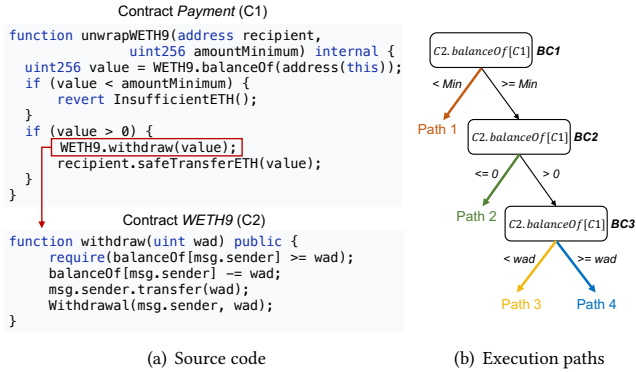 Contract Payment (C1)
function unwrapWETH9(address recipient,
uint256 amountMinimum) internal {
uint256 value = WETH9.balanceOf(address(this));
if (value < amountMinimum) {
revert InsufficientETH();
}
if (value > 0) {
WETH9.withdraw(value);
recipient.safeTransferETH(value);
}
}
Contract WETH9 (C2)
function withdraw(uint wad) public {
require(balanceOf[msg.sender] >= wad);
balanceOf[msg.sender] -= wad;
msg.sender.transfer(wad);
Withdrawal(msg.sender, wad);
}
(a) Source code
C2.balanceOf[C1] BC1
< Min >= Min
Path 1
C2.balanceOf[C1] BC2
<= 0 > 0
Path 2
C2.balanceOf[C1] BC3
< wad >= wad
Path 3 Path 4
(b) Execution paths